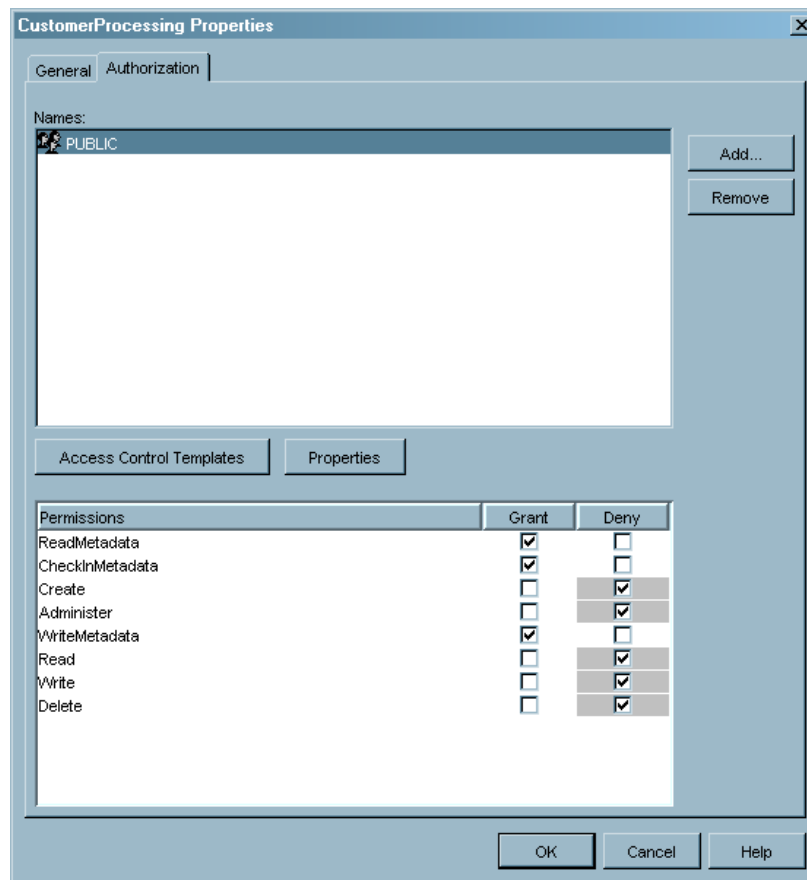 CustomerProcessing Properties
General Authorization
Names:
PUBLIC
Add...
Remove
Access Control Templates Properties
Permissions Grant Deny
ReadMetadata
CheckInMetadata
Create
Administer
WriteMetadata
Read
Write
Delete
OK Cancel Help